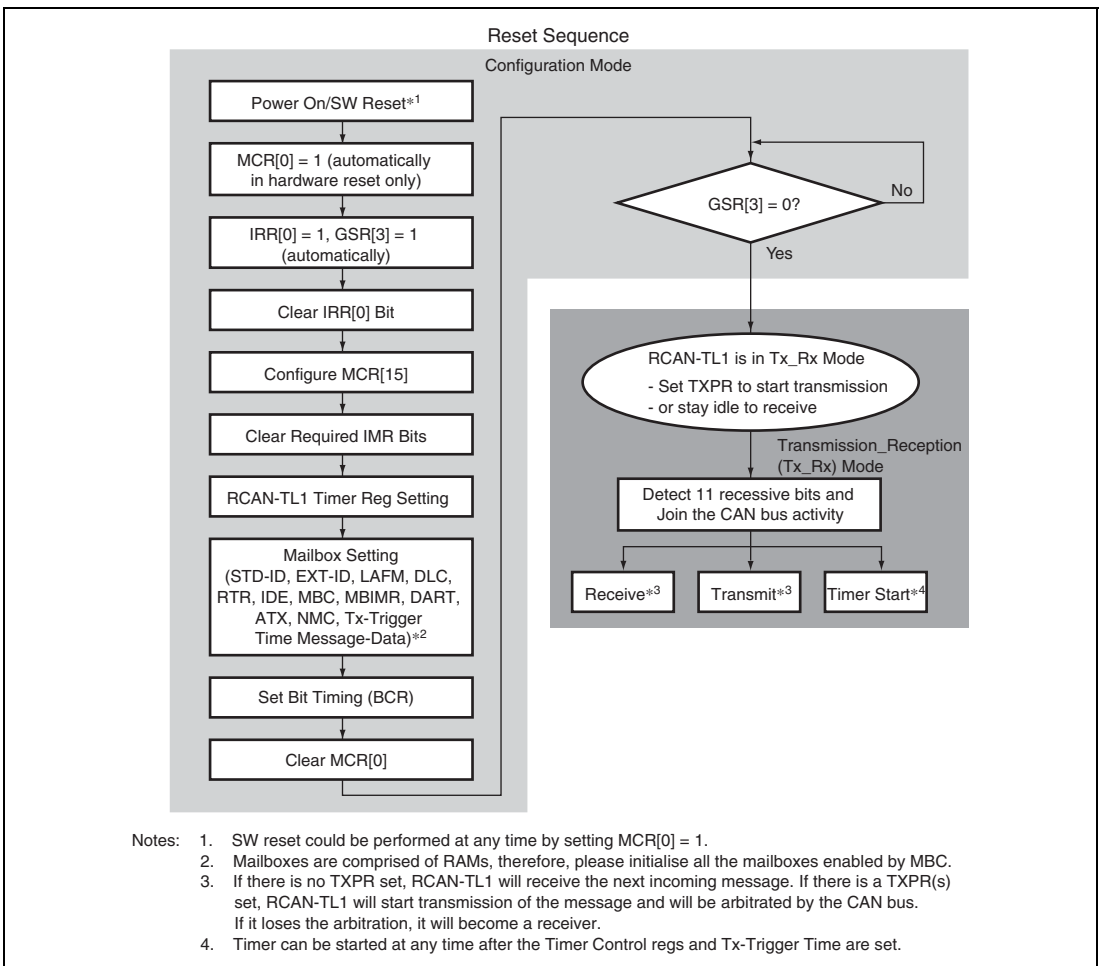 Reset Sequence
Configuration Mode
Power On/SW Reset*1
MCR[0] = 1 (automatically
in hardware reset only)
IRR[0] = 1, GSR[3] = 1
(automatically)
Clear IRR[0] Bit
Configure MCR[15]
Clear Required IMR Bits
RCAN-TL1 Timer Reg Setting
Mailbox Setting
(STD-ID, EXT-ID, LAFM, DLC,
RTR, IDE, MBC, MBIMR, DART,
ATX, NMC, Tx-Trigger
Time Message-Data)*2
Set Bit Timing (BCR)
Clear MCR[0]
GSR[3] = 0?
No
Yes
RCAN-TL1 is in Tx_Rx Mode
- Set TXPR to start transmission
- or stay idle to receive
Transmission_Reception
(Tx_Rx) Mode
Detect 11 recessive bits and
Join the CAN bus activity
Receive*3
Transmit*3
Timer Start*4
Notes: 1. SW reset could be performed at any time by setting MCR[0] = 1.
2. Mailboxes are comprised of RAMs, therefore, please initialise all the mailboxes enabled by MBC.
3. If there is no TXPR set, RCAN-TL1 will receive the next incoming message. If there is a TXPR(s)
set, RCAN-TL1 will start transmission of the message and will be arbitrated by the CAN bus.
If it loses the arbitration, it will become a receiver.
4. Timer can be started at any time after the Timer Control regs and Tx-Trigger Time are set.